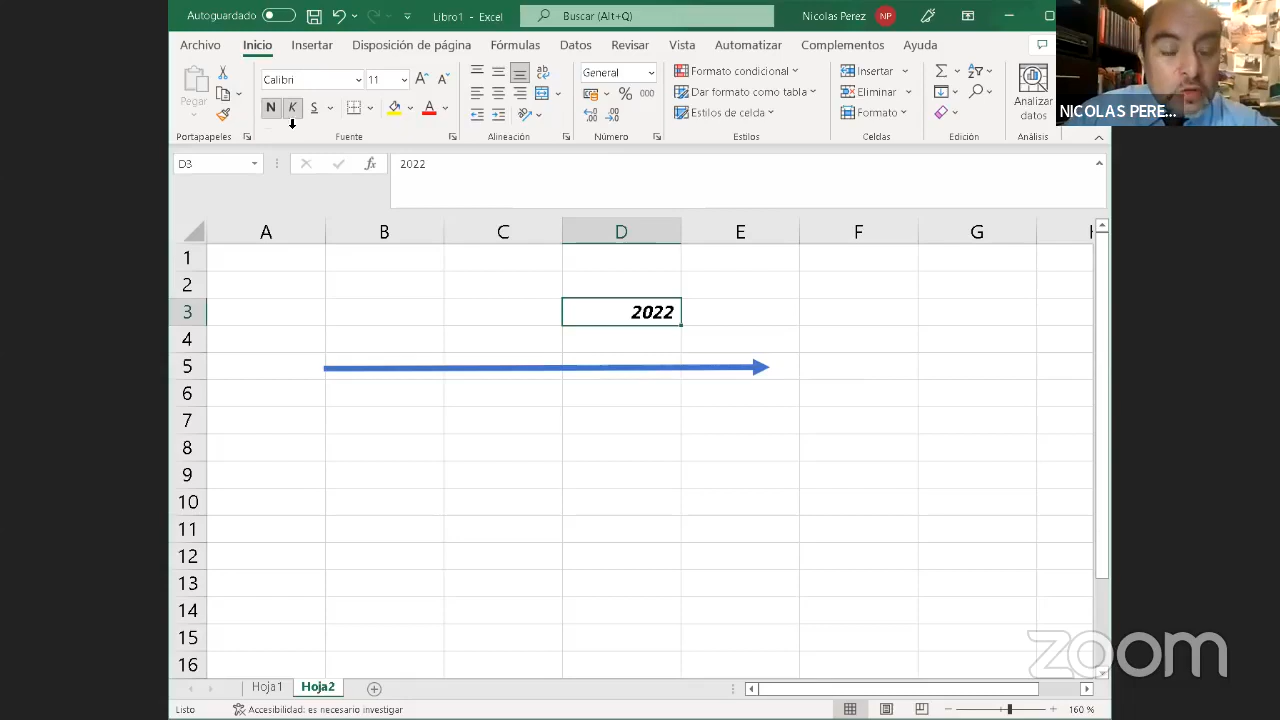 Autoguardado
Libro1 - Excel
Buscar (Alt+Q)
Nicolas Perez
NP
Archivo Inicio Insertar Disposición de página Fórmulas Datos Revisar Vista Automatizar Complementos Ayuda
Pegar
Calibri 11
General
Formato condicional
Dar formato como tabla
Estilos de celda
Insertar
Eliminar
Formato
Analizar
datos
N K S
% 000
Portapapeles Fuente Alineación Número Estilos Celdas Edición Análisis
NICOLAS PERE...
D3
fx
2022
A B C D E F G
1
2
3 2022
4
5
6
7
8
9
10
11
12
13
14
15
16
zoom
Hoja1 Hoja2
Listo
Accesibilidad: es necesario investigar
160 %